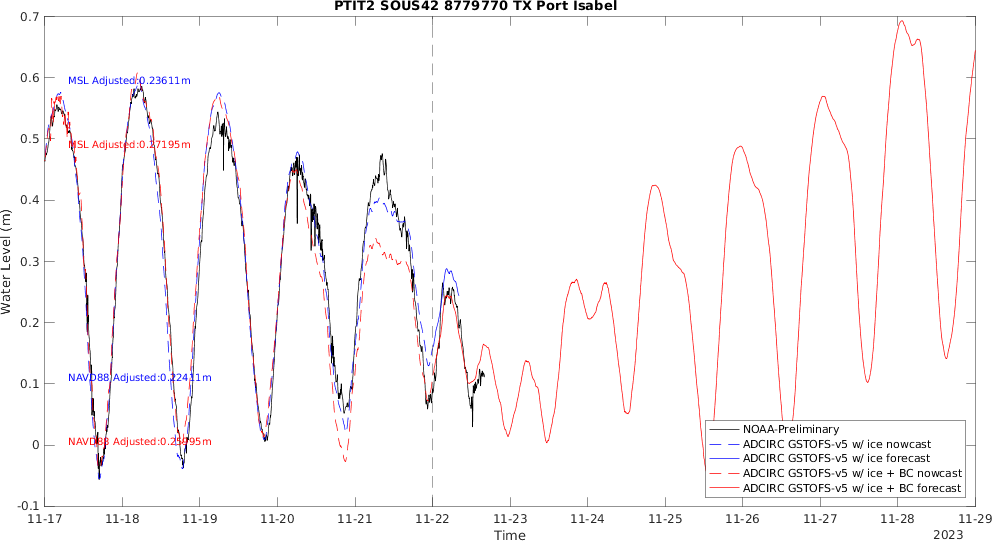 PTIT2 SOUS42 8779770 TX Port Isabel
0.7
0.6
0.5
0.4
0.3
0.2
0.1
0
-0.1
Water Level (m)
MSL Adjusted:0.23611m
MSL Adjusted:0.27195m
NAVD88 Adjusted:0.22411m
NAVD88 Adjusted:0.25995m
NOAA-Preliminary
ADCIRC GSTOFS-v5 w/ ice nowcast
ADCIRC GSTOFS-v5 w/ ice forecast
ADCIRC GSTOFS-v5 w/ ice + BC nowcast
ADCIRC GSTOFS-v5 w/ ice + BC forecast
11-17 11-18 11-19 11-20 11-21 11-22 11-23 11-24 11-25 11-26 11-27 11-28 11-29
Time
2023